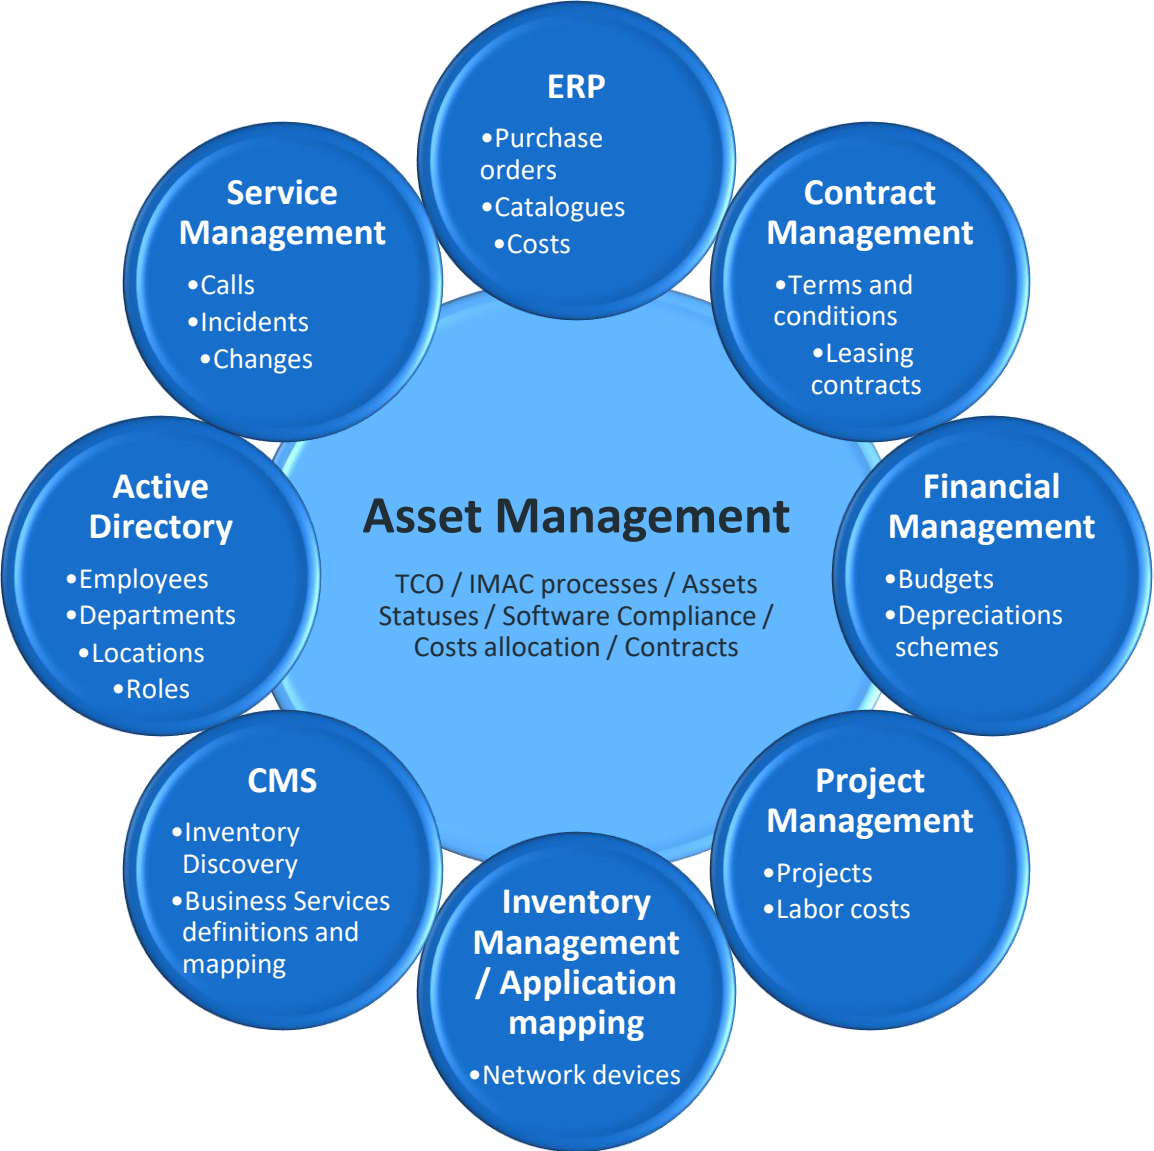 ERP
•Purchase
orders
•Catalogues
•Costs
Contract
Management
•Terms and
conditions
•Leasing
contracts
Financial
Management
•Budgets
•Depreciations
schemes
Project
Management
•Projects
•Labor costs
Inventory
Management
/ Application
mapping
•Network devices
CMS
•Inventory
Discovery
•Business Services
definitions and
mapping
Active
Directory
•Employees
•Departments
•Locations
•Roles
Service
Management
•Calls
•Incidents
•Changes
Asset Management
TCO / IMAC processes / Assets
Statuses / Software Compliance /
Costs allocation / Contracts